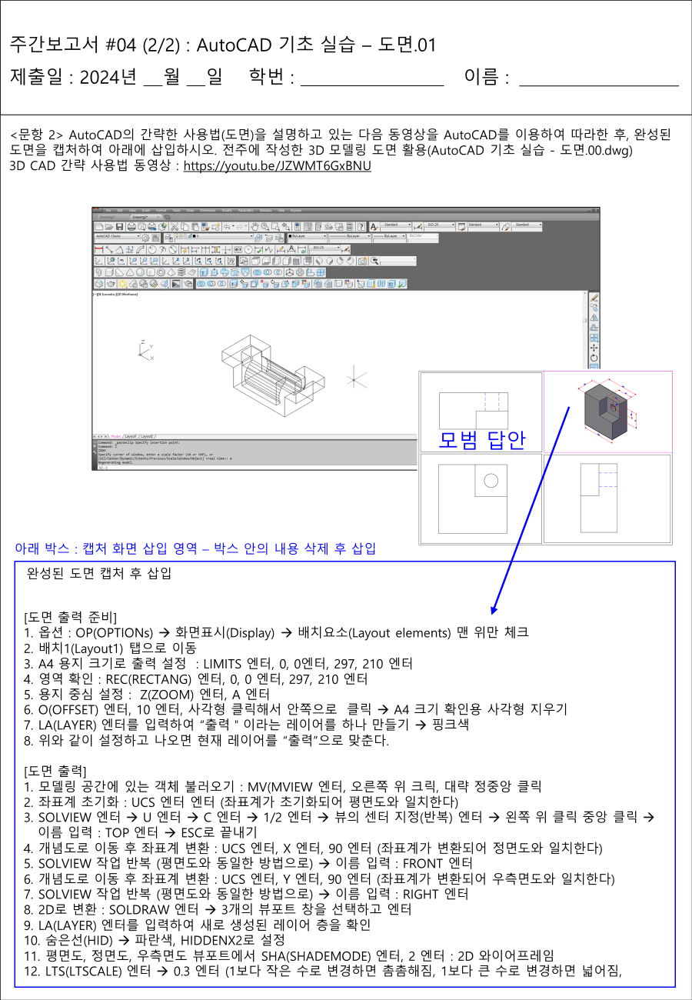 주간보고서 #04 (2/2) : AutoCAD 기초 실습 – 도면.01
제출일 : 2024년 __월 __일 학번 : ________________ 이름 : __________________
<문항 2> AutoCAD의 간략한 사용법(도면)을 설명하고 있는 다음 동영상을 AutoCAD를 이용하여 따라한 후, 완성된
도면을 캡처하여 아래에 삽입하시오. 전주에 작성한 3D 모델링 도면 활용(AutoCAD 기초 실습 - 도면.00.dwg)
3D CAD 간략 사용법 동영상 : https://youtu.be/JZWMT6GxBNU
File Edit View Insert Format Tools Draw Dimension Modify Parametric Window Help Express
Drawing1* Drawing2*
Standard ISO-25 Standard Standard
AutoCAD Classic 0 ByLayer ByLayer ByLayer ByColor
ISO-25
Z
Y
X
Model Layout1 Layout2
Command: _pasteclip Specify insertion point:
Command: Z
ZOOM
Specify corner of window, enter a scale factor (nX or nXP), or
[All/Center/Dynamic/Extents/Previous/Scale/Window/Object] <real time>: a
Regenerating model.
모범 답안
아래 박스 : 캡처 화면 삽입 영역 – 박스 안의 내용 삭제 후 삽입
완성된 도면 캡처 후 삽입
[도면 출력 준비]
1. 옵션 : OP(OPTIONs) → 화면표시(Display) → 배치요소(Layout elements) 맨 위만 체크
2. 배치1(Layout1) 탭으로 이동
3. A4 용지 크기로 출력 설정 : LIMITS 엔터, 0, 0엔터, 297, 210 엔터
4. 영역 확인 : REC(RECTANG) 엔터, 0, 0 엔터, 297, 210 엔터
5. 용지 중심 설정 : Z(ZOOM) 엔터, A 엔터
6. O(OFFSET) 엔터, 10 엔터, 사각형 클릭해서 안쪽으로 클릭 → A4 크기 확인용 사각형 지우기
7. LA(LAYER) 엔터를 입력하여 “출력 " 이라는 레이어를 하나 만들기 → 핑크색
8. 위와 같이 설정하고 나오면 현재 레이어를 “출력”으로 맞춘다.
[도면 출력]
1. 모델링 공간에 있는 객체 불러오기 : MV(MVIEW 엔터, 오른쪽 위 크릭, 대략 정중앙 클릭
2. 좌표계 초기화 : UCS 엔터 엔터 (좌표계가 초기화되어 평면도와 일치한다)
3. SOLVIEW 엔터 → U 엔터 → C 엔터 → 1/2 엔터 → 뷰의 센터 지정(반복) 엔터 → 왼쪽 위 클릭 중앙 클릭 →
이름 입력 : TOP 엔터 → ESC로 끝내기
4. 개념도로 이동 후 좌표계 변환 : UCS 엔터, X 엔터, 90 엔터 (좌표계가 변환되어 정면도와 일치한다)
5. SOLVIEW 작업 반복 (평면도와 동일한 방법으로) → 이름 입력 : FRONT 엔터
6. 개념도로 이동 후 좌표계 변환 : UCS 엔터, Y 엔터, 90 엔터 (좌표계가 변환되어 우측면도와 일치한다)
7. SOLVIEW 작업 반복 (평면도와 동일한 방법으로) → 이름 입력 : RIGHT 엔터
8. 2D로 변환 : SOLDRAW 엔터 → 3개의 뷰포트 창을 선택하고 엔터
9. LA(LAYER) 엔터를 입력하여 새로 생성된 레이어 층을 확인
10. 숨은선(HID) → 파란색, HIDDENX2로 설정
11. 평면도, 정면도, 우측면도 뷰포트에서 SHA(SHADEMODE) 엔터, 2 엔터 : 2D 와이어프레임
12. LTS(LTSCALE) 엔터 → 0.3 엔터 (1보다 작은 수로 변경하면 촘촘해짐, 1보다 큰 수로 변경하면 넓어짐,